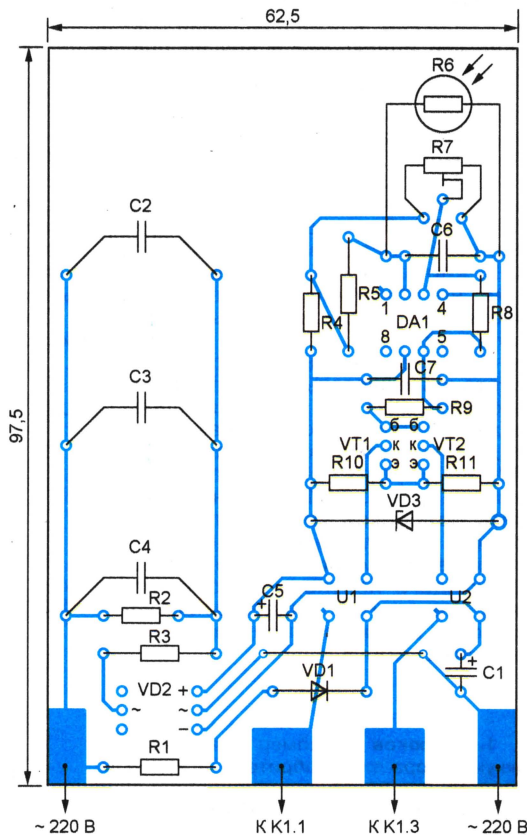 62,5
97,5
R6
R7
C2
C6
R5
R4
1
4
DA1
R8
8
5
C3
C7
R9
б б
VT1 к к VT2
э э
R10
R11
VD3
C4
R2
C5
+
U1
U2
R3
VD2 +
~ ~
−
VD1
+
C1
R1
~ 220 В
К К1.1
К К1.3
~ 220 В